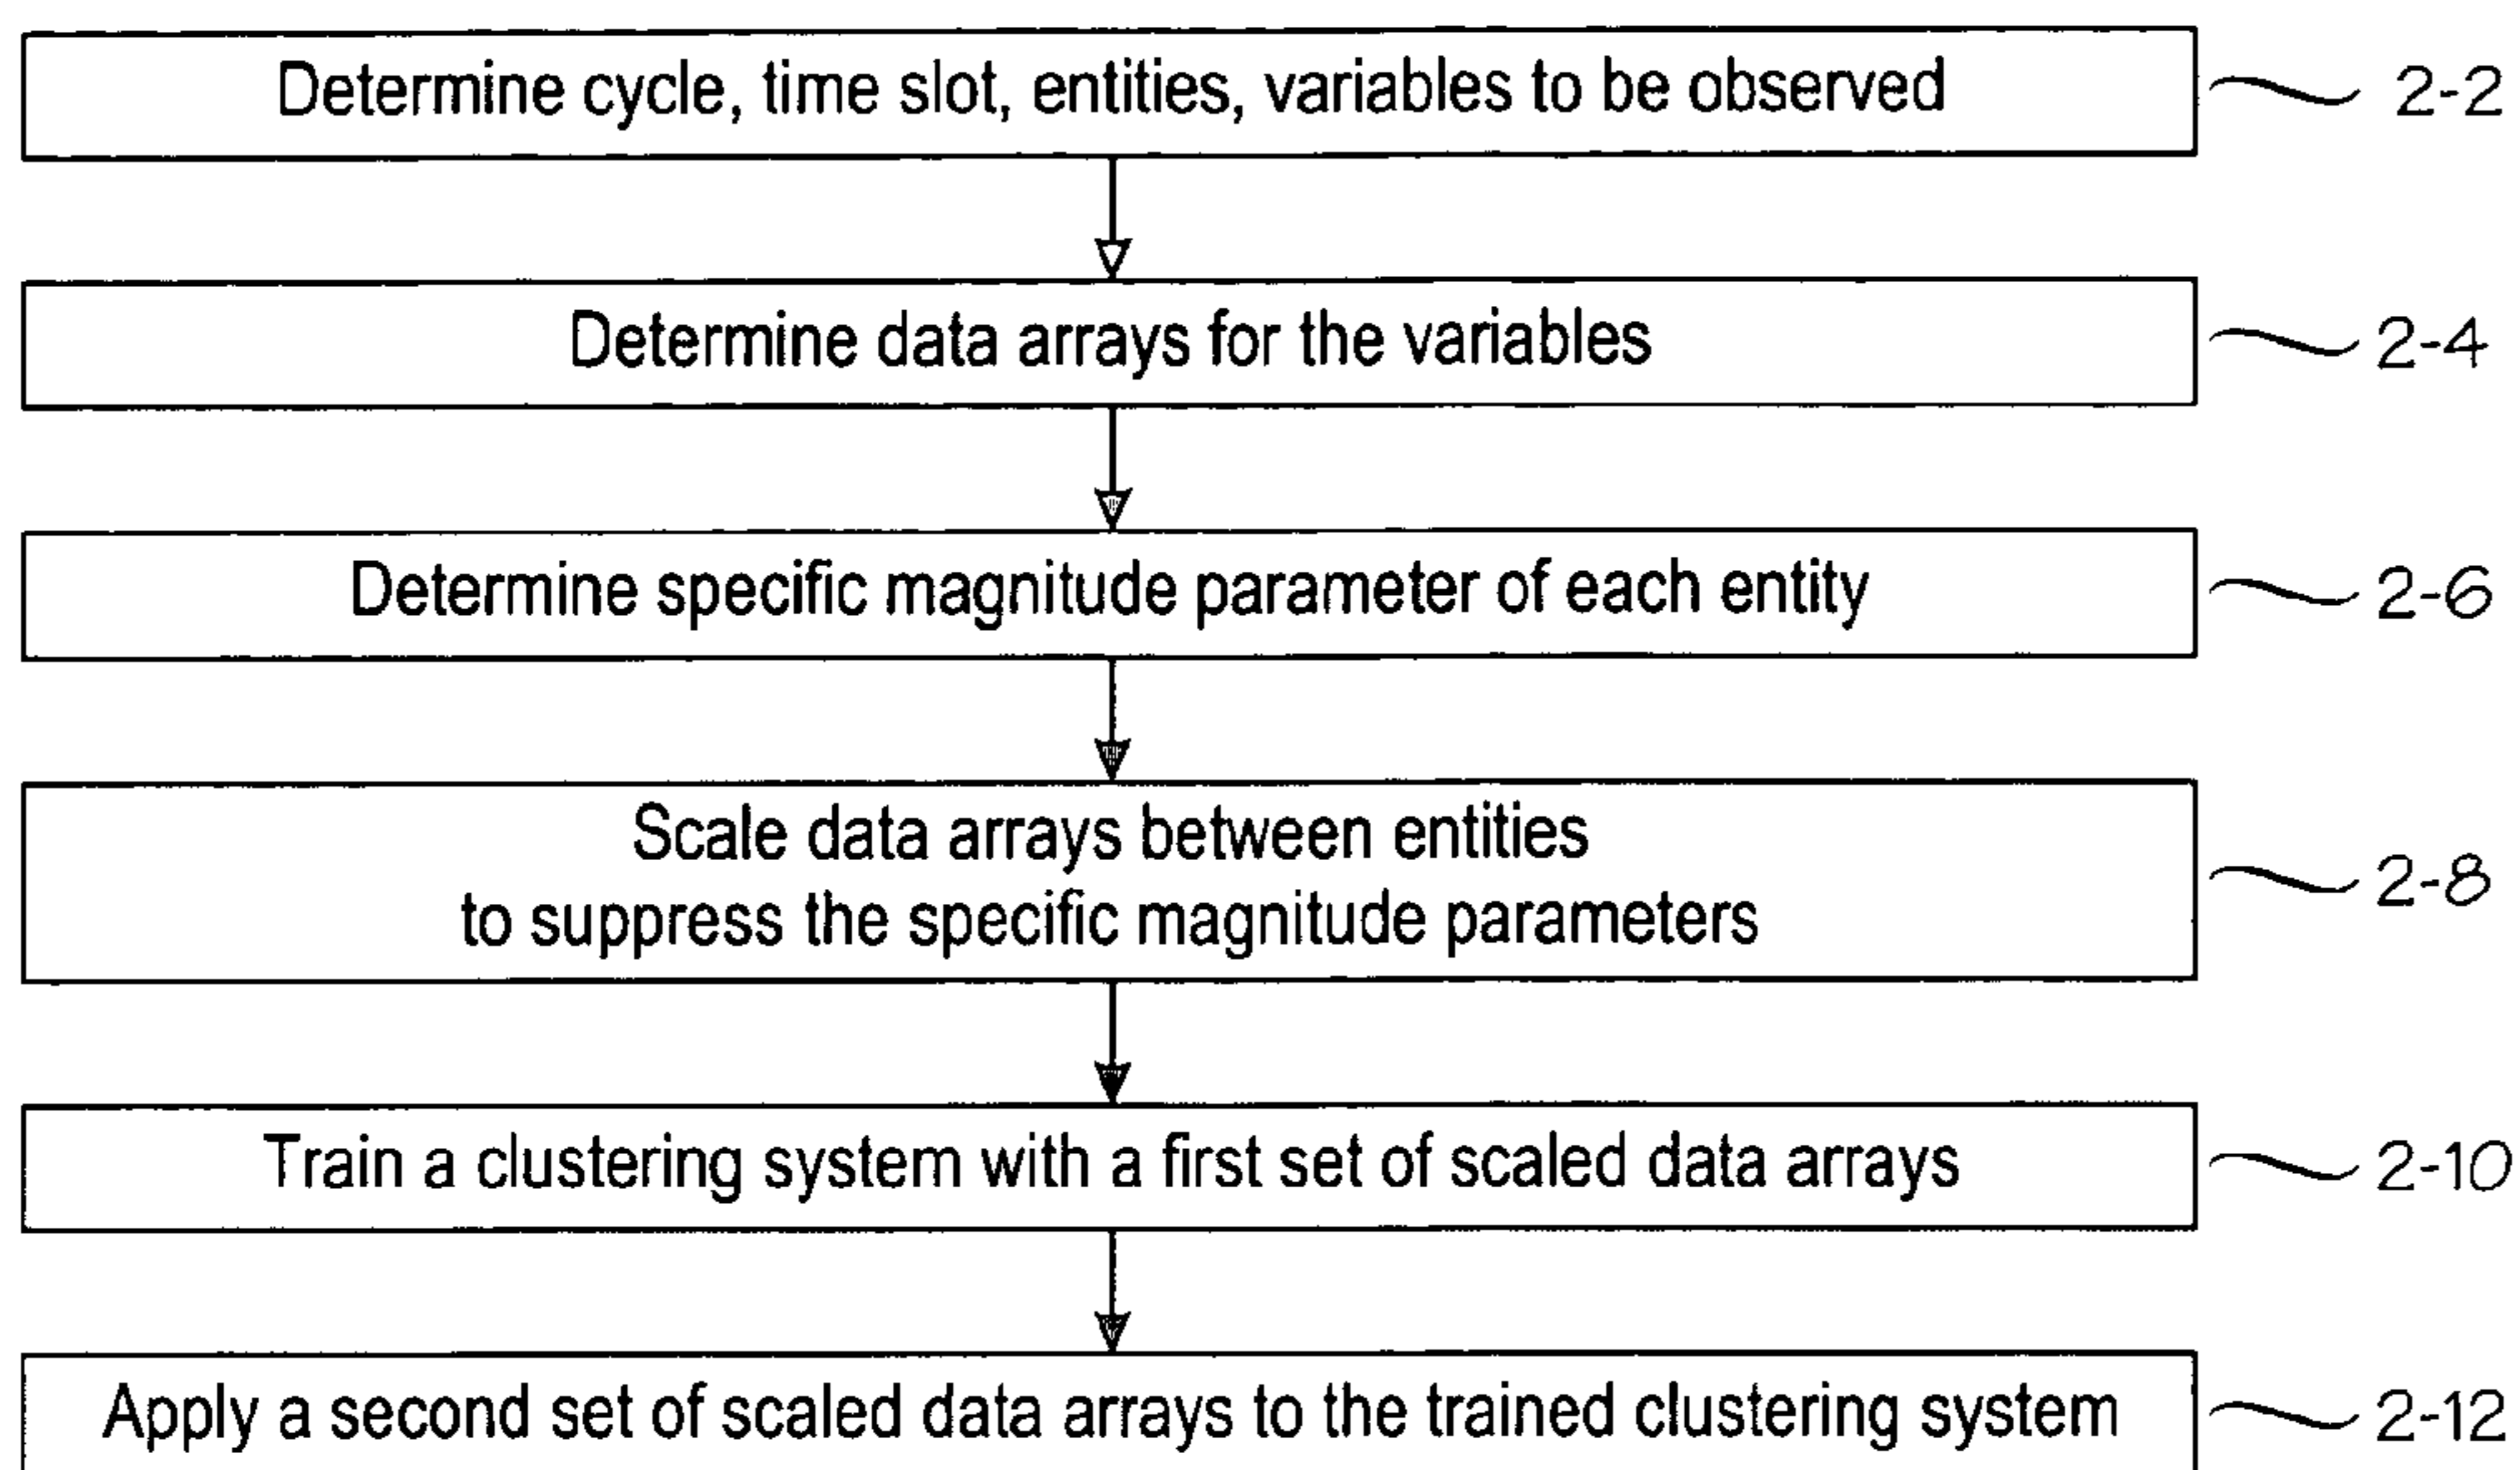 Determine cycle, time slot, entities, variables to be observed
2-2
Determine data arrays for the variables
2-4
Determine specific magnitude parameter of each entity
2-6
Scale data arrays between entities
to suppress the specific magnitude parameters
2-8
Train a clustering system with a first set of scaled data arrays
2-10
Apply a second set of scaled data arrays to the trained clustering system
2-12